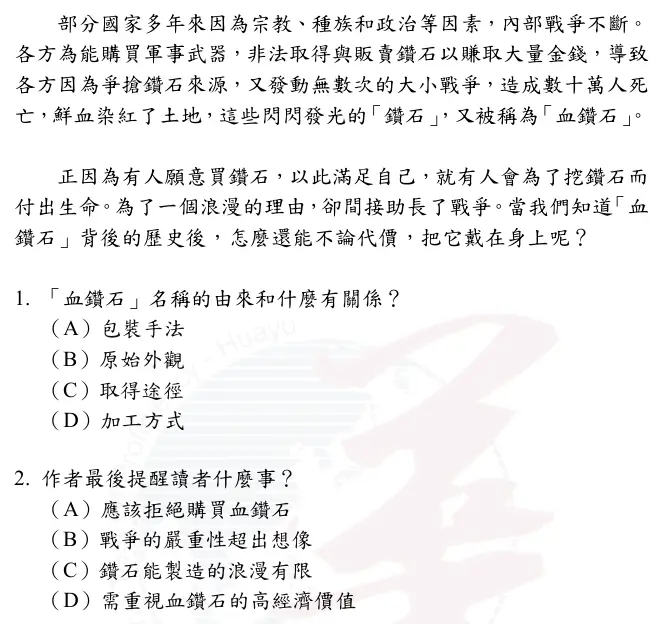 部分國家多年來因為宗教、種族和政治等因素，內部戰爭不斷。
各方為能購買軍事武器，非法取得與販賣鑽石以賺取大量金錢，導致
各方因為爭搶鑽石來源，又發動無數次的大小戰爭，造成數十萬人死
亡，鮮血染紅了土地，這些閃閃發光的「鑽石」，又被稱為「血鑽石」。
正因為有人願意買鑽石，以此滿足自己，就有人會為了挖鑽石而
付出生命。為了一個浪漫的理由，卻間接助長了戰爭。當我們知道「血
鑽石」背後的歷史後，怎麼還能不論代價，把它戴在身上呢？
1. 「血鑽石」名稱的由來和什麼有關係？
（A）包裝手法
（B）原始外觀
（C）取得途徑
（D）加工方式
2. 作者最後提醒讀者什麼事？
（A）應該拒絕購買血鑽石
（B）戰爭的嚴重性超出想像
（C）鑽石能製造的浪漫有限
（D）需重視血鑽石的高經濟價值